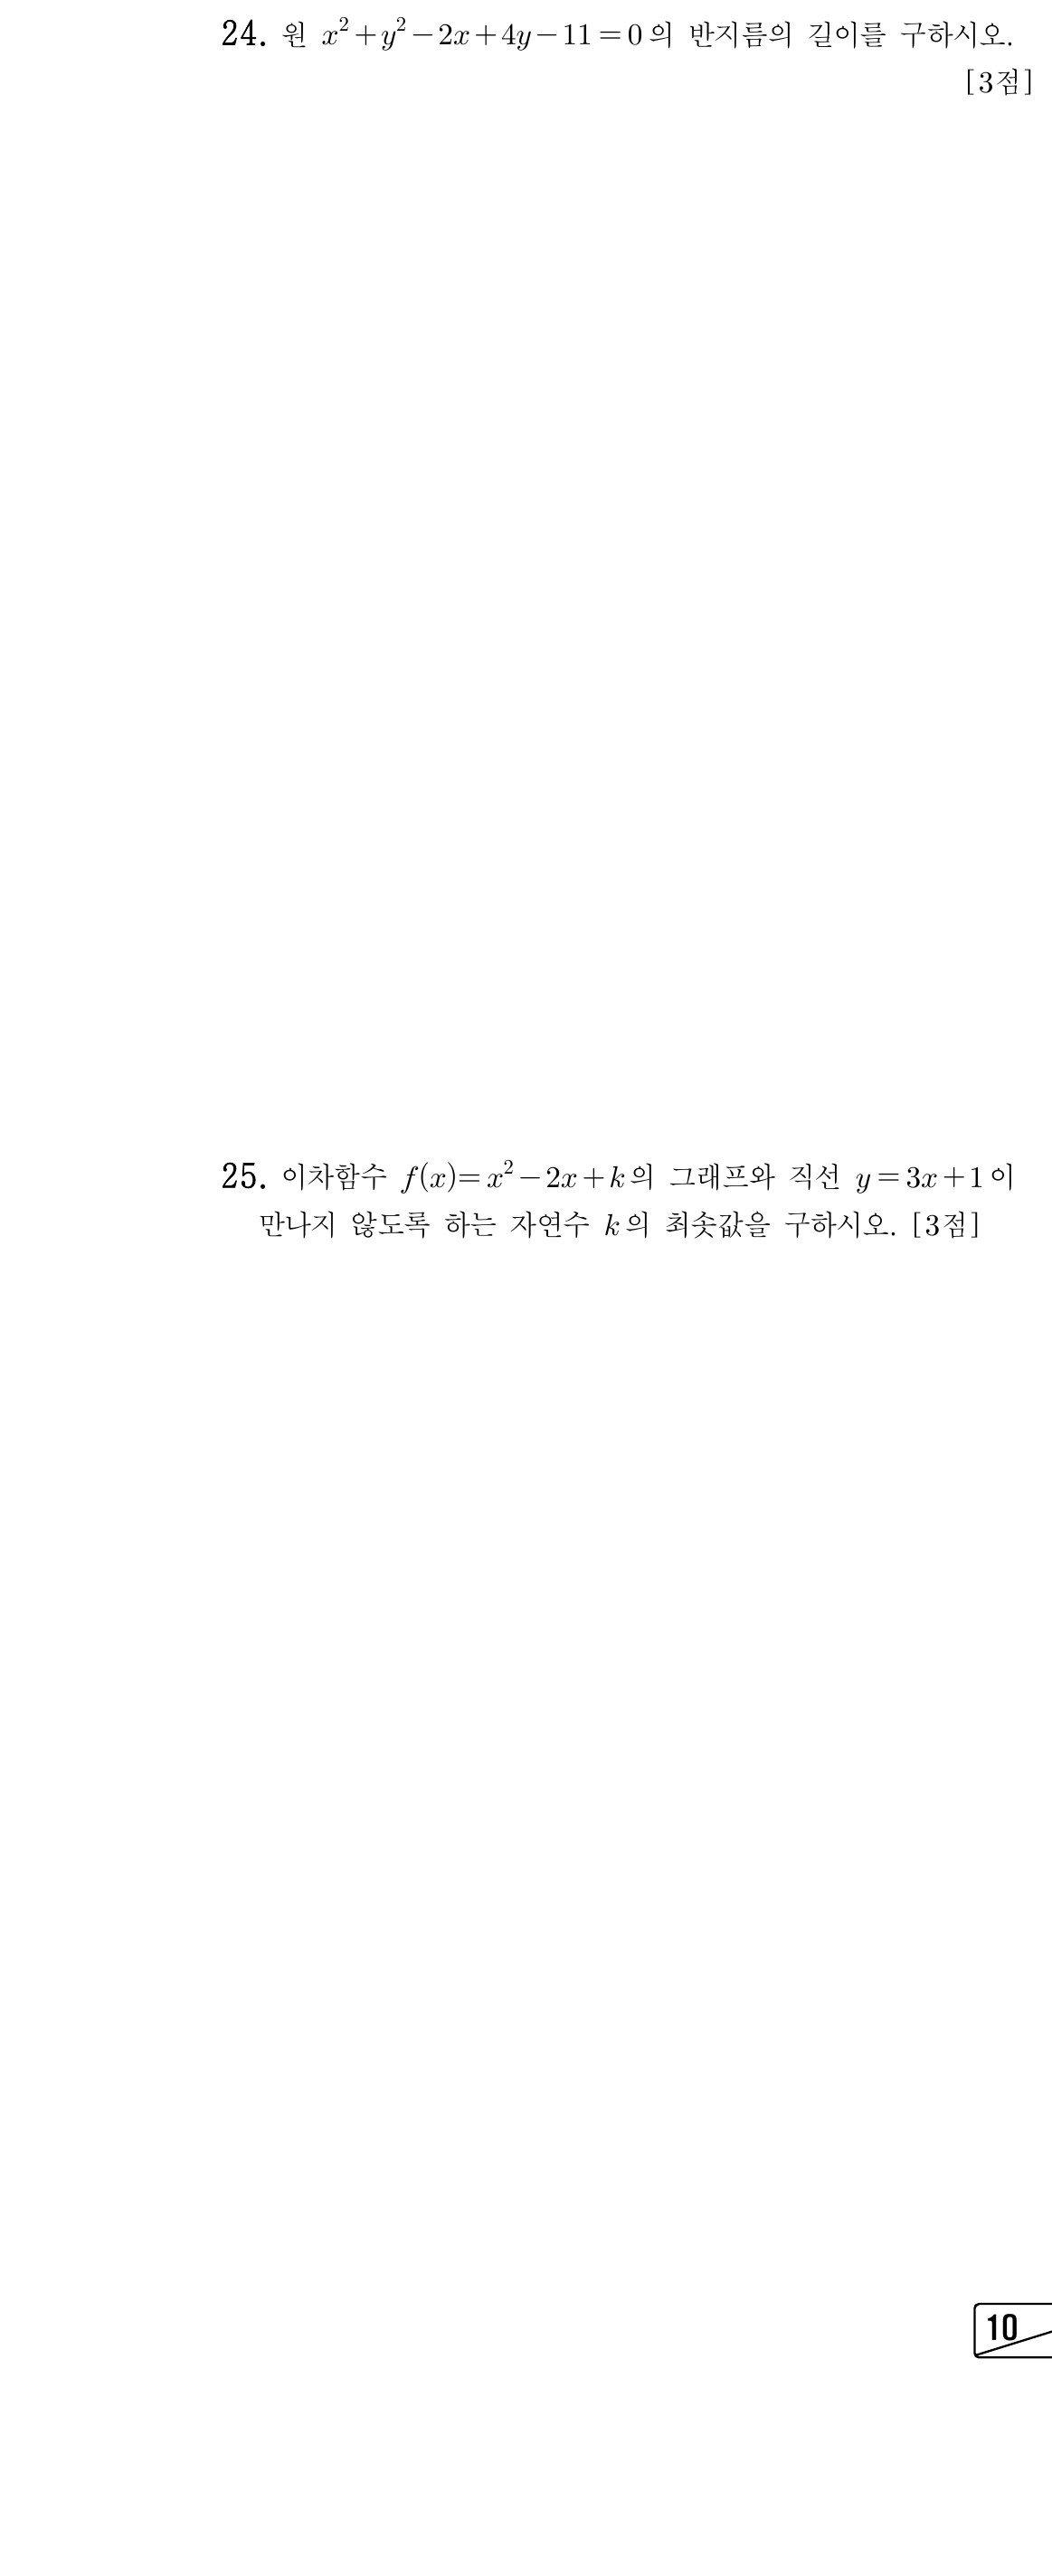 24. 원 x²+y²-2x+4y-11=0의 반지름의 길이를 구하시오.
[3점]
25. 이차함수 f(x)=x²-2x+k의 그래프와 직선 y=3x+1이
만나지 않도록 하는 자연수 k의 최솟값을 구하시오. [3점]
10